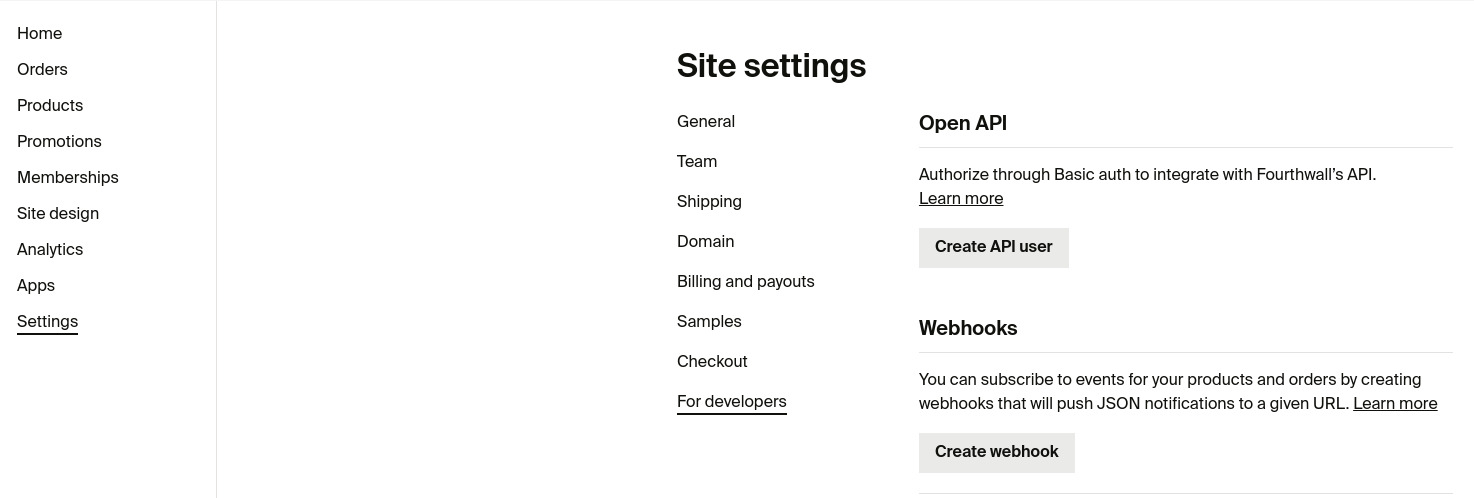 Home
Orders
Products
Promotions
Memberships
Site design
Analytics
Apps
Settings
Site settings
General
Team
Shipping
Domain
Billing and payouts
Samples
Checkout
For developers
Open API
Authorize through Basic auth to integrate with Fourthwall’s API.
Learn more
Create API user
Webhooks
You can subscribe to events for your products and orders by creating
webhooks that will push JSON notifications to a given URL. Learn more
Create webhook